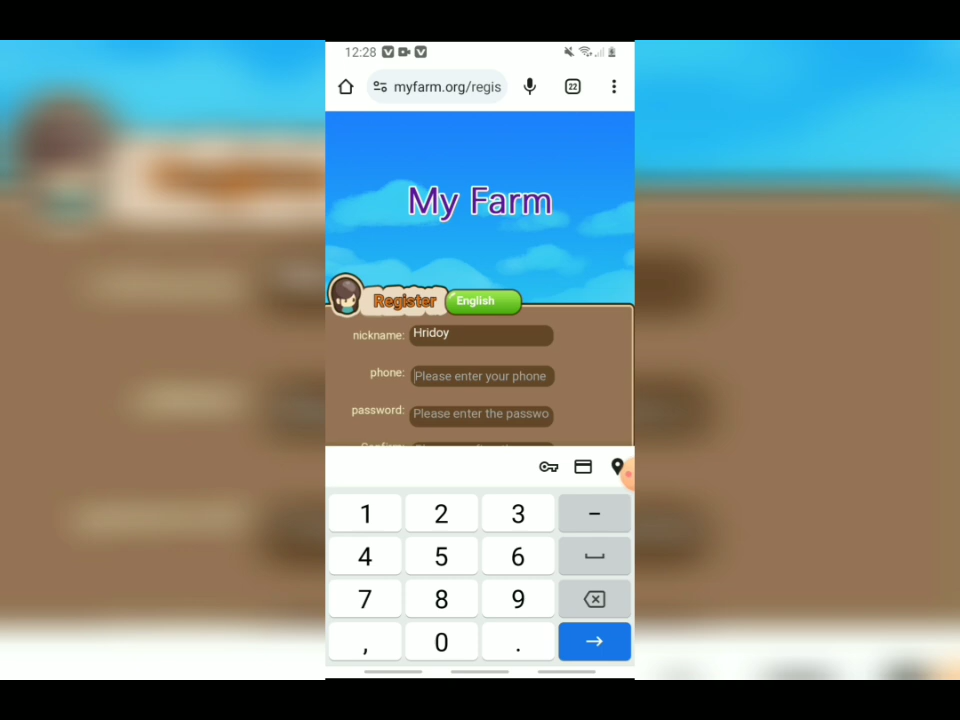 12:28
myfarm.org/regis
22
My Farm
Register
English
nickname: Hridoy
phone: Please enter your phone
password: Please enter the passwo
1 2 3 -
4 5 6
7 8 9
, 0 .